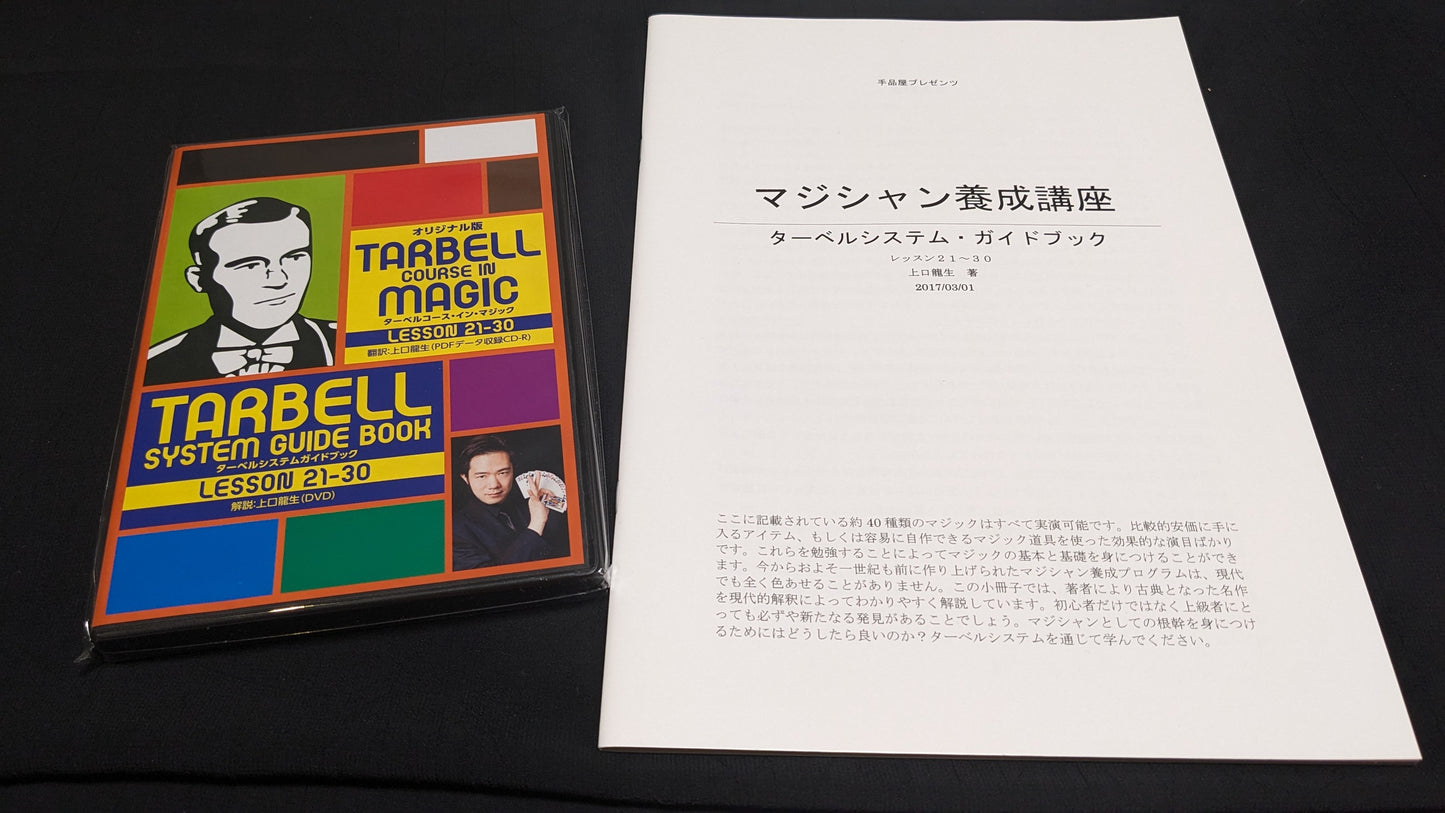 オリジナル版
TARBELL
COURSE IN
MAGIC
ターベルコース・イン・マジック
LESSON 21-30
翻訳:上口龍生(PDFデータ収録CD-R)
TARBELL
SYSTEM GUIDE BOOK
ターベルシステムガイドブック
LESSON 21-30
解説:上口龍生(DVD)
手品屋プレゼンツ
マジシャン養成講座
ターベルシステム・ガイドブック
レッスン21～30
上口龍生 著
2017/03/01
ここに記載されている約 40 種類のマジックはすべて実演可能です。比較的安価に手に
入るアイテム、もしくは容易に自作できるマジック道具を使った効果的な演目ばかり
です。これらを勉強することによってマジックの基本と基礎を身につけることができ
ます。今からおよそ一世紀も前に作り上げられたマジシャン養成プログラムは、現代
でも全く色あせることがありません。この小冊子では、著者により古典となった名作
を現代的解釈によってわかりやすく解説しています。初心者だけではなく上級者にと
っても必ずや新たなる発見があることでしょう。マジシャンとしての根幹を身につけ
るためにはどうしたら良いのか？ターベルシステムを通じて学んでください。